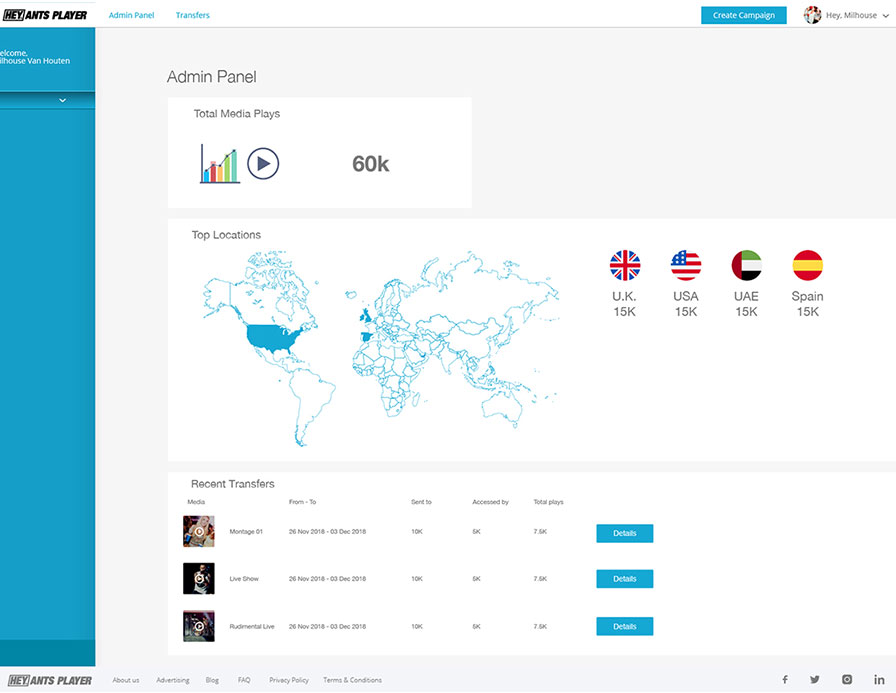 HEY ANTS PLAYER Admin Panel Transfers Create Campaign Hey, Milhouse
elcome,
ilhouse Van Houten
Admin Panel
Total Media Plays
60k
Top Locations
U.K. USA UAE Spain
15K 15K 15K 15K
Recent Transfers
Media From - To Sent to Accessed by Total plays
Montage 01 26 Nov 2018 - 03 Dec 2018 10K 5K 7.5K Details
Live Show 26 Nov 2018 - 03 Dec 2018 10K 5K 7.5K Details
Rudimental Live 26 Nov 2018 - 03 Dec 2018 10K 5K 7.5K Details
HEY ANTS PLAYER About us Advertising Blog FAQ Privacy Policy Terms & Conditions f in